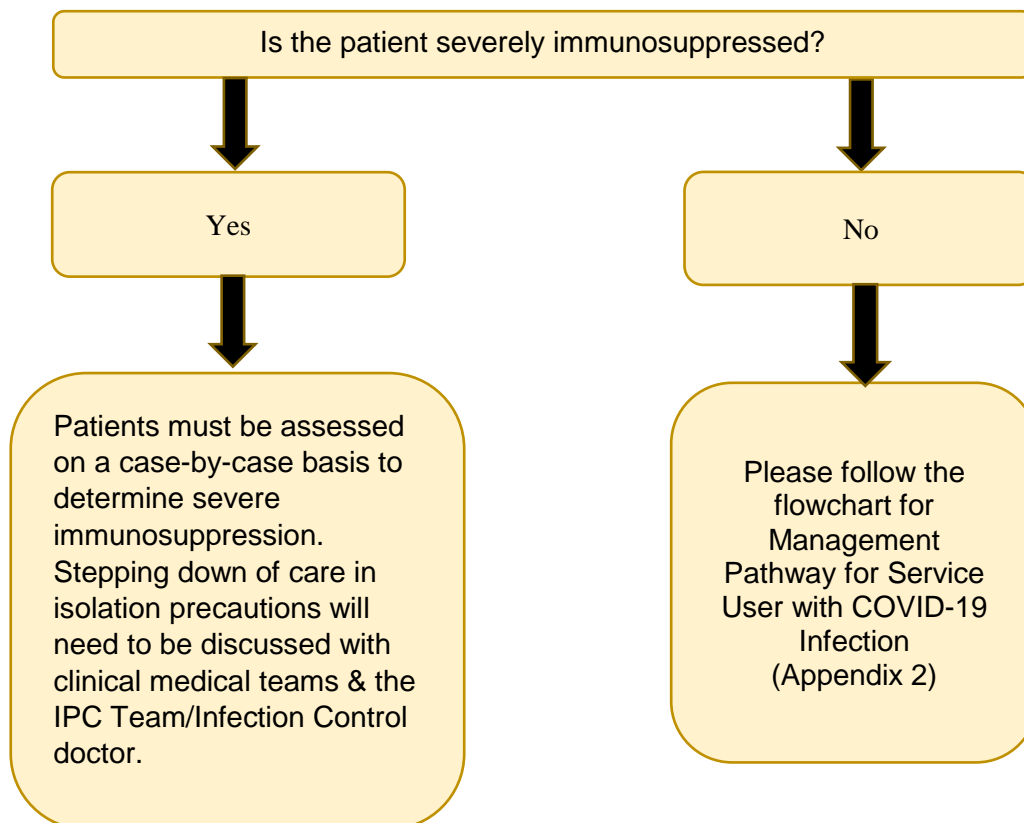 Is the patient severely immunosuppressed?
Yes
No
Patients must be assessed
on a case-by-case basis to
determine severe
immunosuppression.
Stepping down of care in
isolation precautions will
need to be discussed with
clinical medical teams & the
IPC Team/Infection Control
doctor.
Please follow the
flowchart for
Management
Pathway for Service
User with COVID-19
Infection
(Appendix 2)